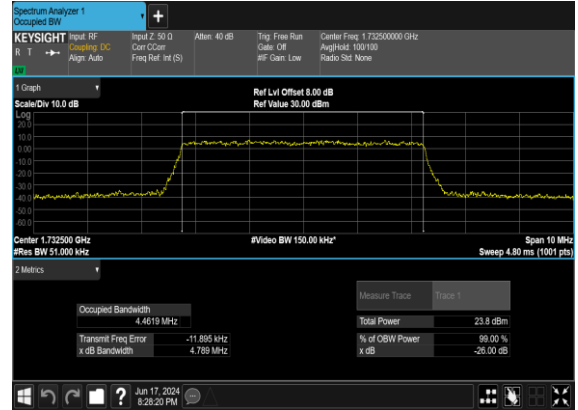 Spectrum Analyzer 1
Occupied BW
+
KEYSIGHT Input: RF Input Z: 50 Ω Atten: 40 dB Trig: Free Run Center Freq: 1.732500000 GHz
R T Coupling: DC Corr CCorr Gate: Off Avg|Hold: 100/100
Align: Auto Freq Ref: Int (S) #IF Gain: Low Radio Std: None
1 Graph
Ref Lvl Offset 8.00 dB
Scale/Div 10.0 dB Ref Value 30.00 dBm
Log
20.0
10.0
0.00
-10.0
-20.0
-30.0
-40.0
-50.0
-60.0
Center 1.732500 GHz #Video BW 150.00 kHz* Span 10 MHz
#Res BW 51.000 kHz Sweep 4.80 ms (1001 pts)
2 Metrics
Measure Trace Trace 1
Occupied Bandwidth
4.4619 MHz Total Power 23.8 dBm
Transmit Freq Error -11.895 kHz % of OBW Power 99.00 %
x dB Bandwidth 4.789 MHz x dB -26.00 dB
? Jun 17, 2024
8:28:20 PM